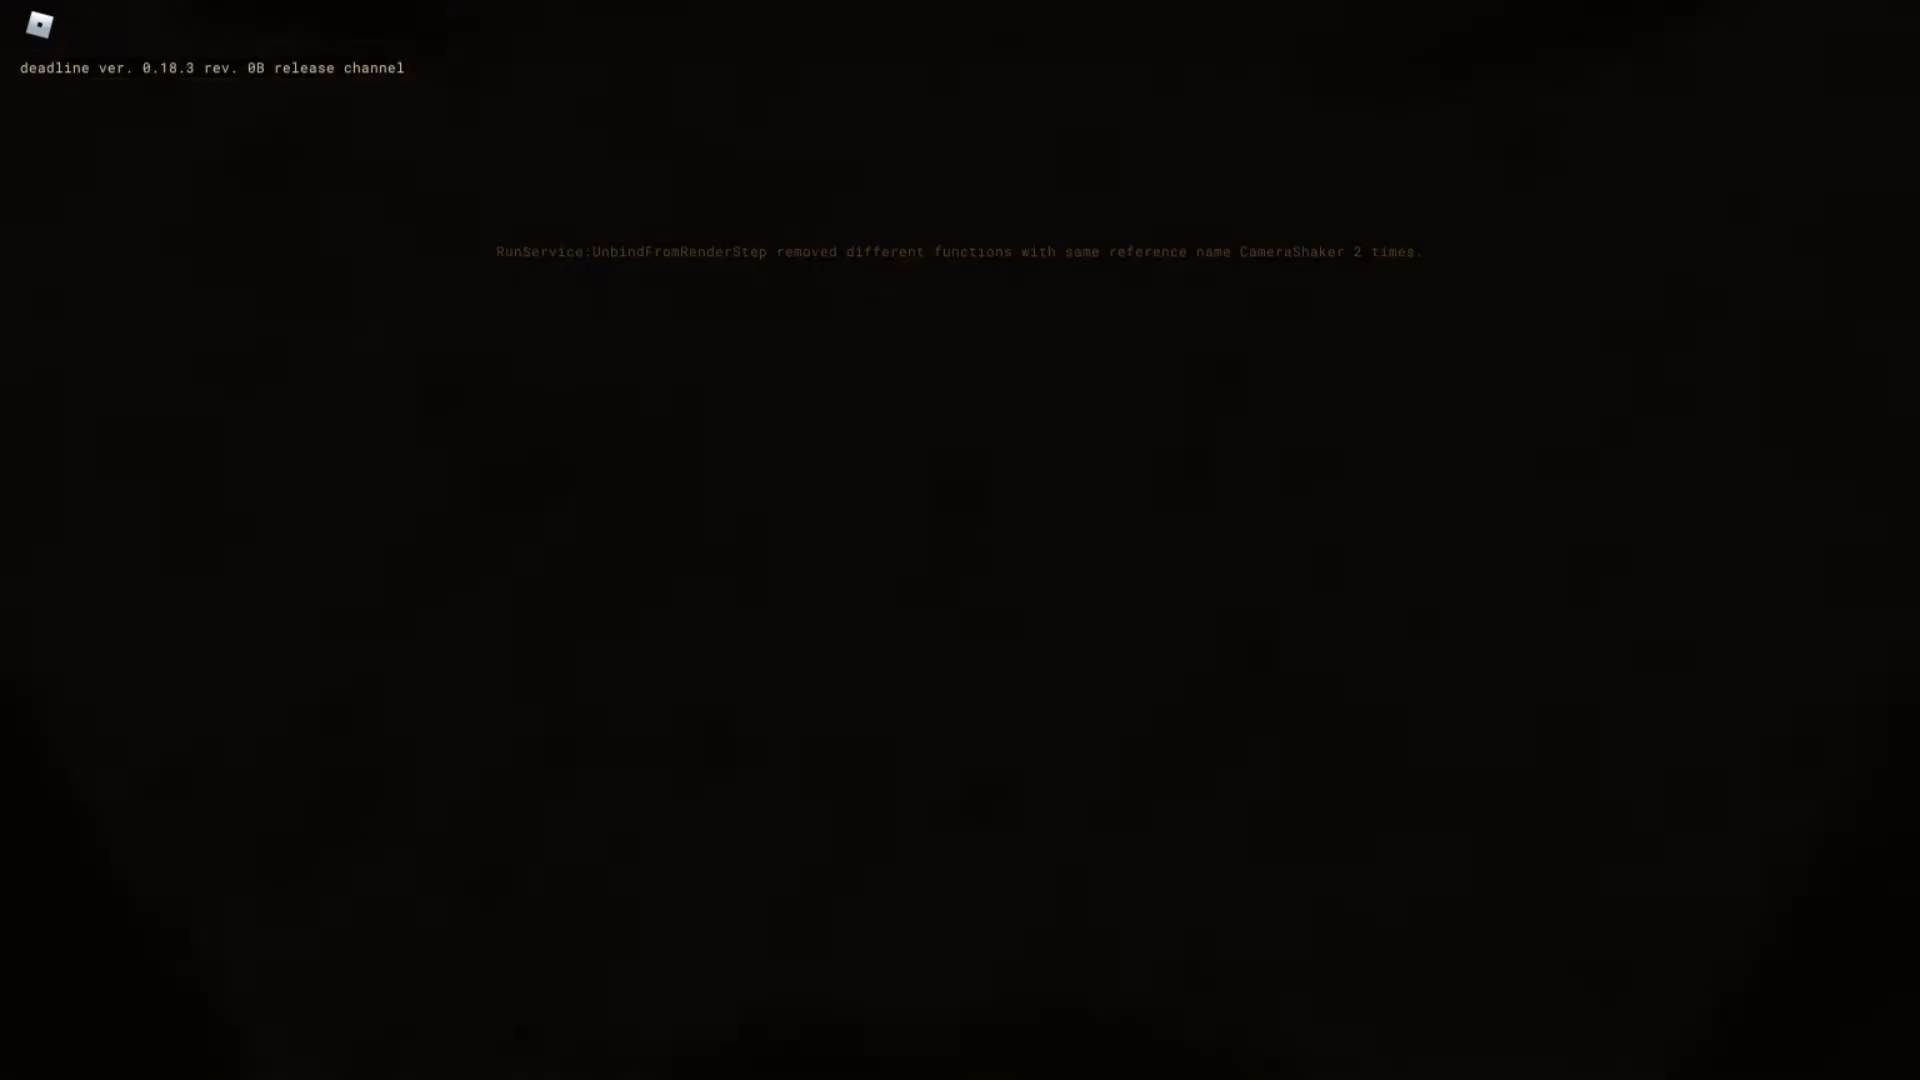 deadline ver. 0.18.3 rev. 0B release channel
RunService:UnbindFromRenderStep removed different functions with same reference name CameraShaker 2 times.